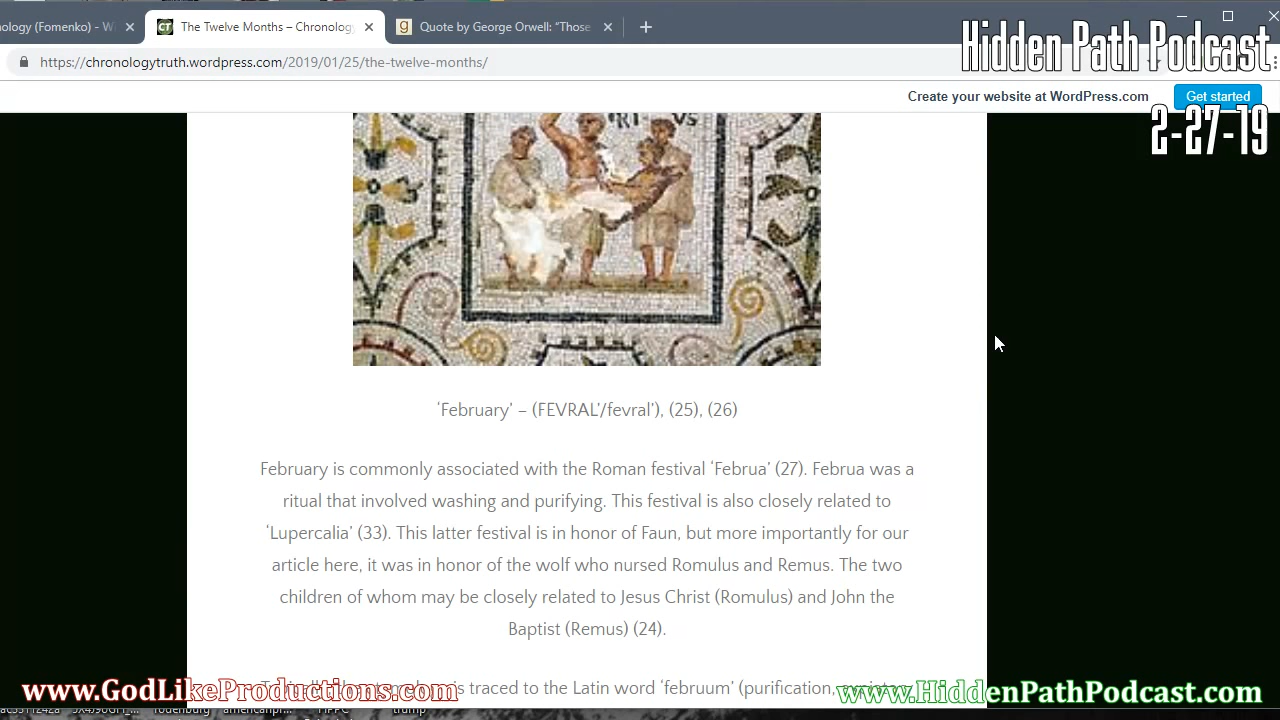 nology (Fomenko) - Wi
The Twelve Months – Chronology
Quote by George Orwell: “Those
https://chronologytruth.wordpress.com/2019/01/25/the-twelve-months/
Hidden Path Podcast
2-27-19
Create your website at WordPress.com
Get started
‘February’ – (FEVRAL’/fevral’), (25), (26)
February is commonly associated with the Roman festival ‘Februa’ (27). Februa was a
ritual that involved washing and purifying. This festival is also closely related to
‘Lupercalia’ (33). This latter festival is in honor of Faun, but more importantly for our
article here, it was in honor of the wolf who nursed Romulus and Remus. The two
children of whom may be closely related to Jesus Christ (Romulus) and John the
Baptist (Remus) (24).
is traced to the Latin word ‘februum’ (purification,
www.GodLikeProductions.com
www.HiddenPathPodcast.com